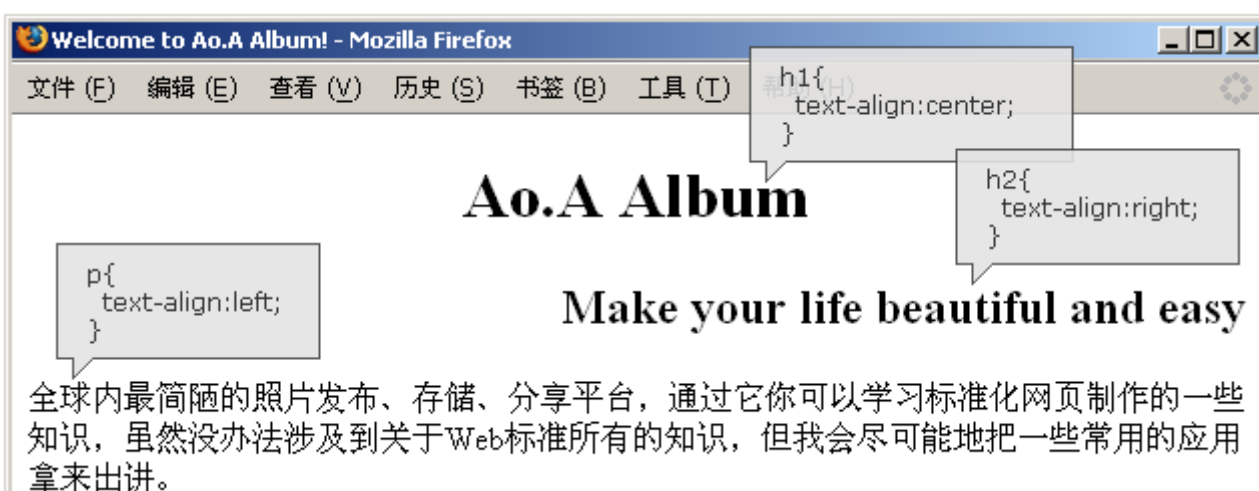 Welcome to Ao.A Album! - Mozilla Firefox
文件 (F) 编辑 (E) 查看 (V) 历史 (S) 书签 (B) 工具 (T) 帮助 (H)
h1{
text-align:center;
}
Ao.A Album
h2{
text-align:right;
}
Make your life beautiful and easy
p{
text-align:left;
}
全球内最简陋的照片发布、存储、分享平台，通过它你可以学习标准化网页制作的一些
知识，虽然没办法涉及到关于Web标准所有的知识，但我会尽可能地把一些常用的应用
拿来出讲。